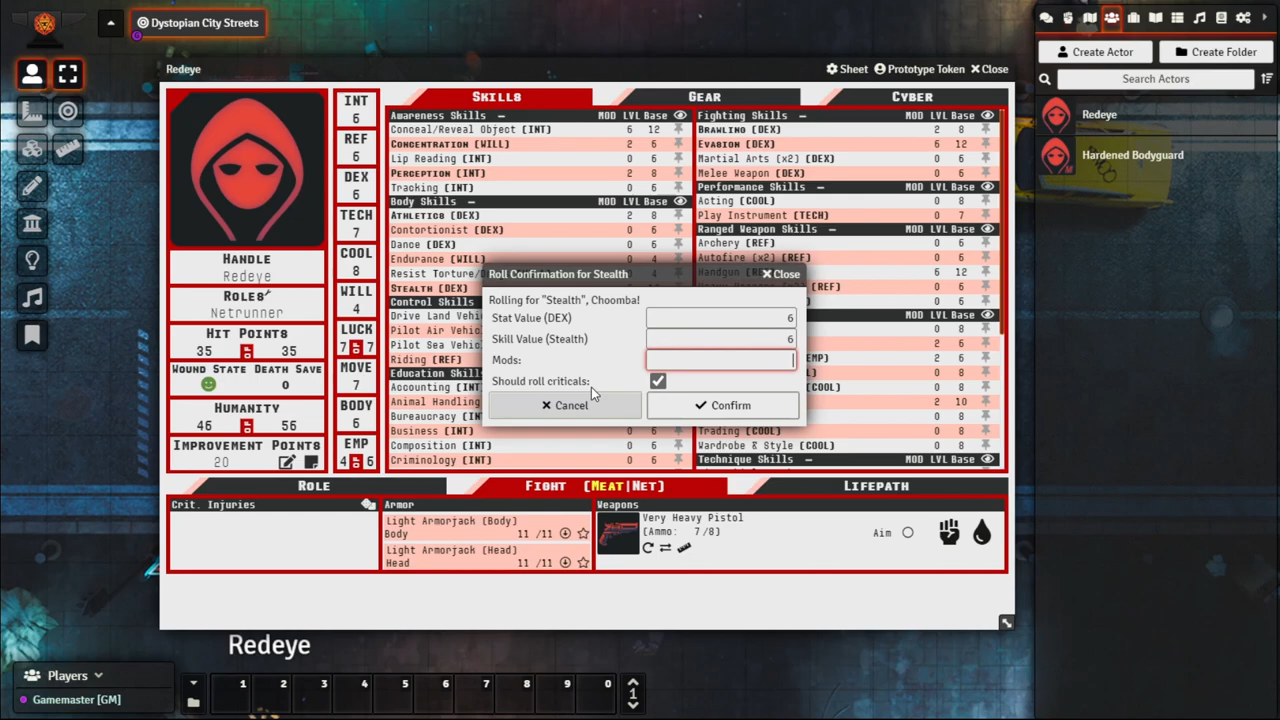 Dystopian City Streets
G
Create Actor
Create Folder
Search Actors
Redeye
Hardened Bodyguard
Redeye
Sheet
Prototype Token
Close
HANDLE
Redeye
ROLES
Netrunner
HIT POINTS
35 35
WOUND STATE DEATH SAVE
0
HUMANITY
46 56
IMPROVEMENT POINTS
20
INT
6
REF
6
DEX
6
TECH
7
COOL
8
WILL
4
LUCK
7 7
MOVE
7
BODY
6
EMP
4 6
SKILLS
GEAR
CYBER
Awareness Skills — MOD LVL Base
Conceal/Reveal Object (INT) 6 12
CONCENTRATION (WILL) 2 6
Lip Reading (INT) 0 6
PERCEPTION (INT) 2 8
Tracking (INT) 0 6
Body Skills — MOD LVL Base
ATHLETICS (DEX) 2 8
Contortionist (DEX) 0 6
Dance (DEX) 0 6
Endurance (WILL) 0 4
Resist Torture/D
STEALTH (DEX)
Control Skills
Drive Land Vehic
Pilot Air Vehicl
Pilot Sea Vehicl
Riding (REF)
Education Skills
Accounting (INT)
Animal Handling
Bureaucracy (INT)
Business (INT) 0 6
Composition (INT) 0 6
Criminology (INT) 0 6
Fighting Skills — MOD LVL Base
BRAWLING (DEX) 2 8
EVASION (DEX) 6 12
Martial Arts (x2) (DEX) 0 6
Melee Weapon (DEX) 0 6
Performance Skills — MOD LVL Base
Acting (COOL) 0 8
Play Instrument (TECH) 0 7
Ranged Weapon Skills — MOD LVL Base
Archery (REF) 0 6
Autofire (x2) (REF) 0 6
Handgun (REF) 6 12
0 6
0 6
MOD LVL Base
0 8
2 6
EMP) 2 6
COOL) 0 8
2 10
0 8
Trading (COOL) 0 8
Wardrobe & Style (COOL) 0 8
Technique Skills — MOD LVL Base
Roll Confirmation for Stealth
Close
Rolling for "Stealth", Choomba!
Stat Value (DEX) 6
Skill Value (Stealth) 6
Mods:
Should roll criticals:
Cancel
Confirm
ROLE
FIGHT [MEAT|NET]
LIFEPATH
Crit. Injuries
Armor
Light Armorjack (Body)
Body 11 /11
Light Armorjack (Head)
Head 11 /11
Weapons
Very Heavy Pistol
(Ammo: 7/8)
Aim
Redeye
Players
Gamemaster [GM]
1 2 3 4 5 6 7 8 9 0
1